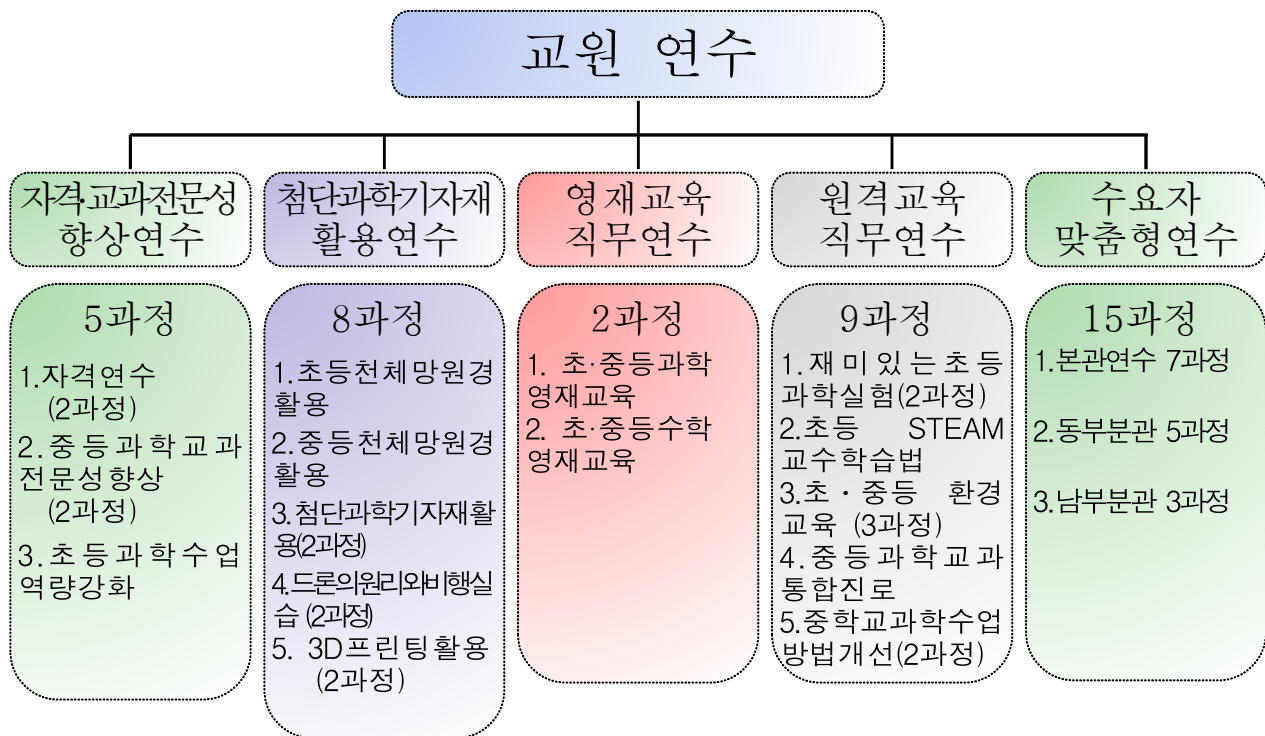 교원 연수
자격·교과전문성
향상연수
첨단과학기자재
활용연수
영재교육
직무연수
원격교육
직무연수
수요자
맞춤형연수
5과정
1.자격연수
(2과정)
2.중등과학교과
전문성향상
(2과정)
3.초등과학수업
역량강화
8과정
1.초등천체망원경
활용
2.중등천체망원경
활용
3.첨단과학기자재활
용(2과정)
4.드론의원리와비행실
습 (2과정)
5. 3D프린팅활용
(2과정)
2과정
1. 초·중등과학
영재교육
2. 초·중등수학
영재교육
9과정
1.재미있는초등
과학실험(2과정)
2.초등 STEAM
교수학습법
3.초·중등 환경
교육 (3과정)
4.중등과학교과
통합진로
5.중학교과학수업
방법개선(2과정)
15과정
1.본관연수 7과정
2.동부분관 5과정
3.남부분관 3과정